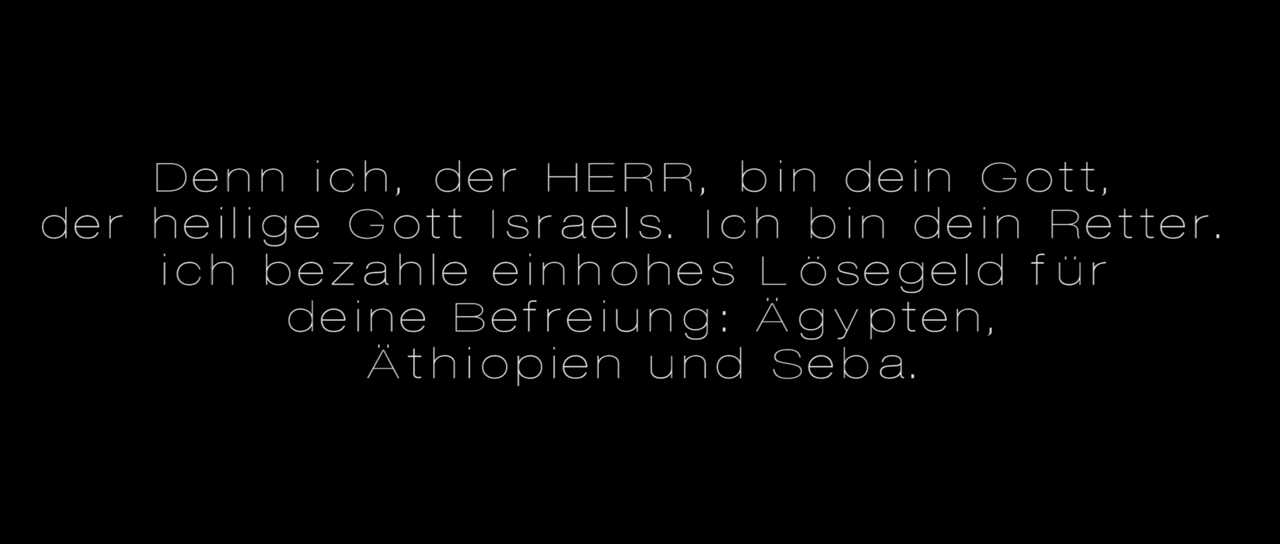 Denn ich, der HERR, bin dein Gott,
der heilige Gott Israels. Ich bin dein Retter.
ich bezahle einhohes Lösegeld für
deine Befreiung: Ägypten,
Äthiopien und Seba.